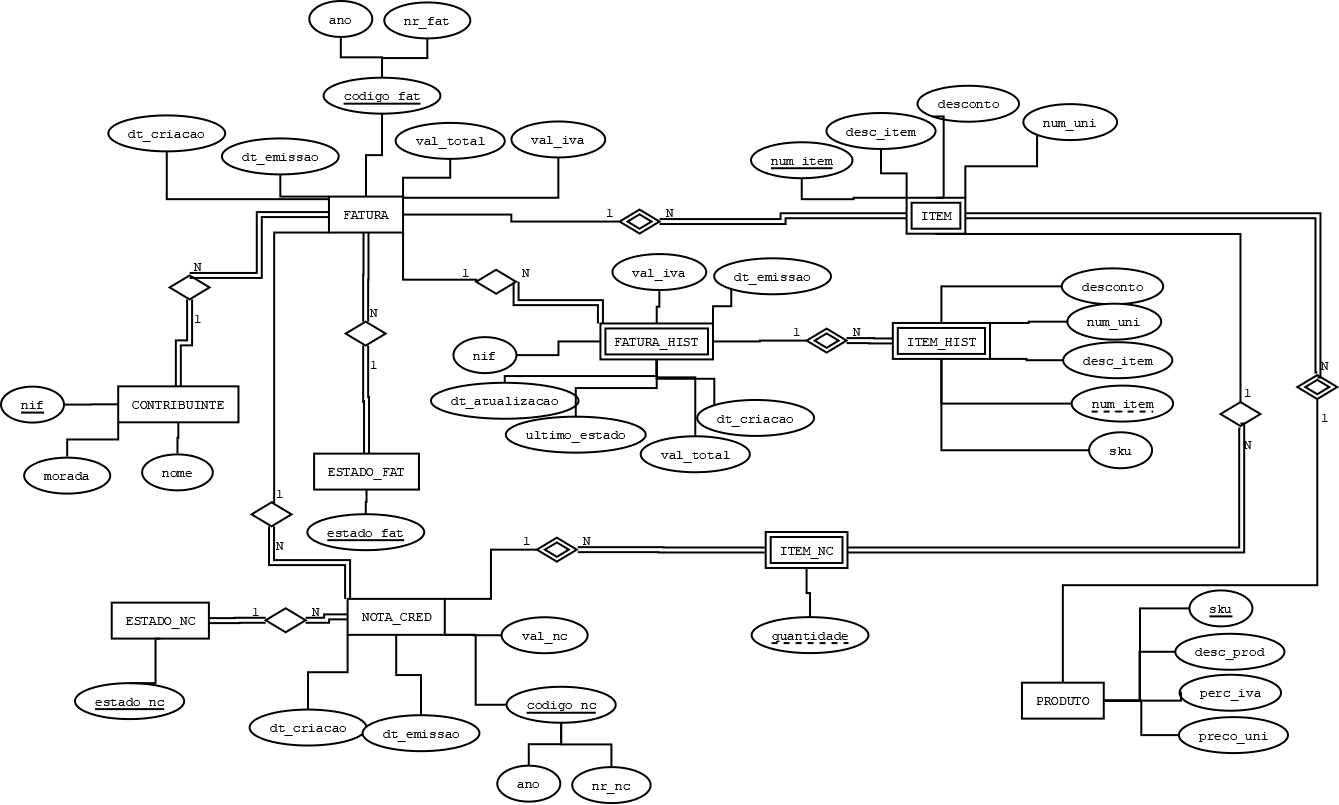 ano
nr_fat
codigo_fat
desconto
dt_criacao
desc_item
num_uni
val_total
val_iva
dt_emissao
num_item
FATURA
1
N
ITEM
N
1
val_iva
dt_emissao
1
N
desconto
1
N
num_uni
1
N
FATURA_HIST
ITEM_HIST
nif
desc_item
1
N
nif
CONTRIBUINTE
dt_atualizacao
dt_criacao
num_item
1
1
ultimo_estado
N
val_total
sku
morada
nome
ESTADO_FAT
1
estado_fat
N
1
N
ITEM_NC
ESTADO_NC
1
N
NOTA_CRED
val_nc
quantidade
sku
desc_prod
estado_nc
codigo_nc
perc_iva
PRODUTO
dt_criacao
dt_emissao
preco_uni
ano
nr_nc